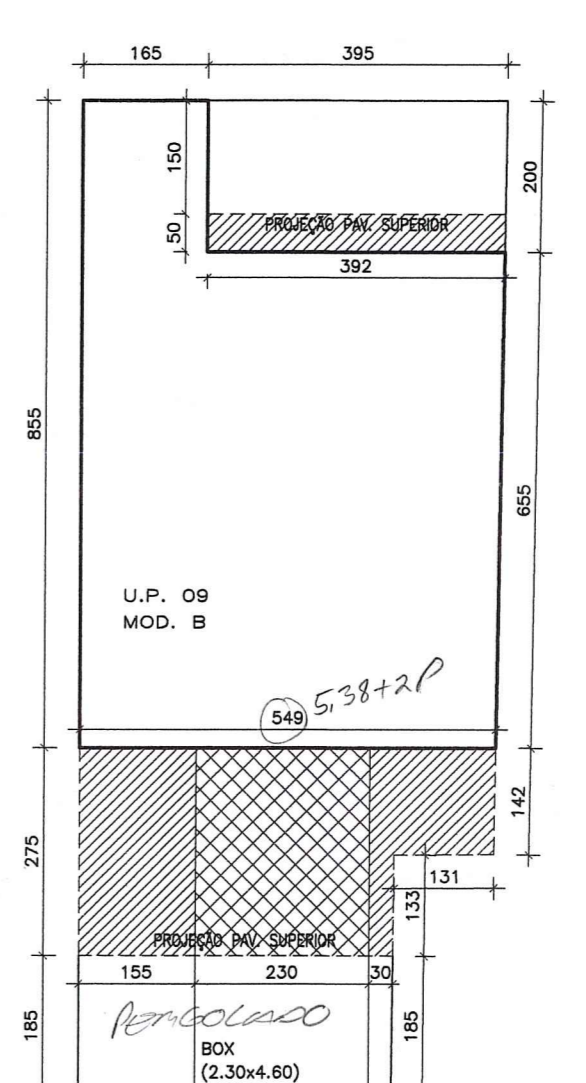 165 395
150
50
200
PROJEÇÃO PAV. SUPERIOR
392
855
655
U.P. 09
MOD. B
549 5,38+2P
275
142
131
133
PROJEÇÃO PAV. SUPERIOR
155 230 30
185
185
PERGOLADO
BOX
(2.30x4.60)